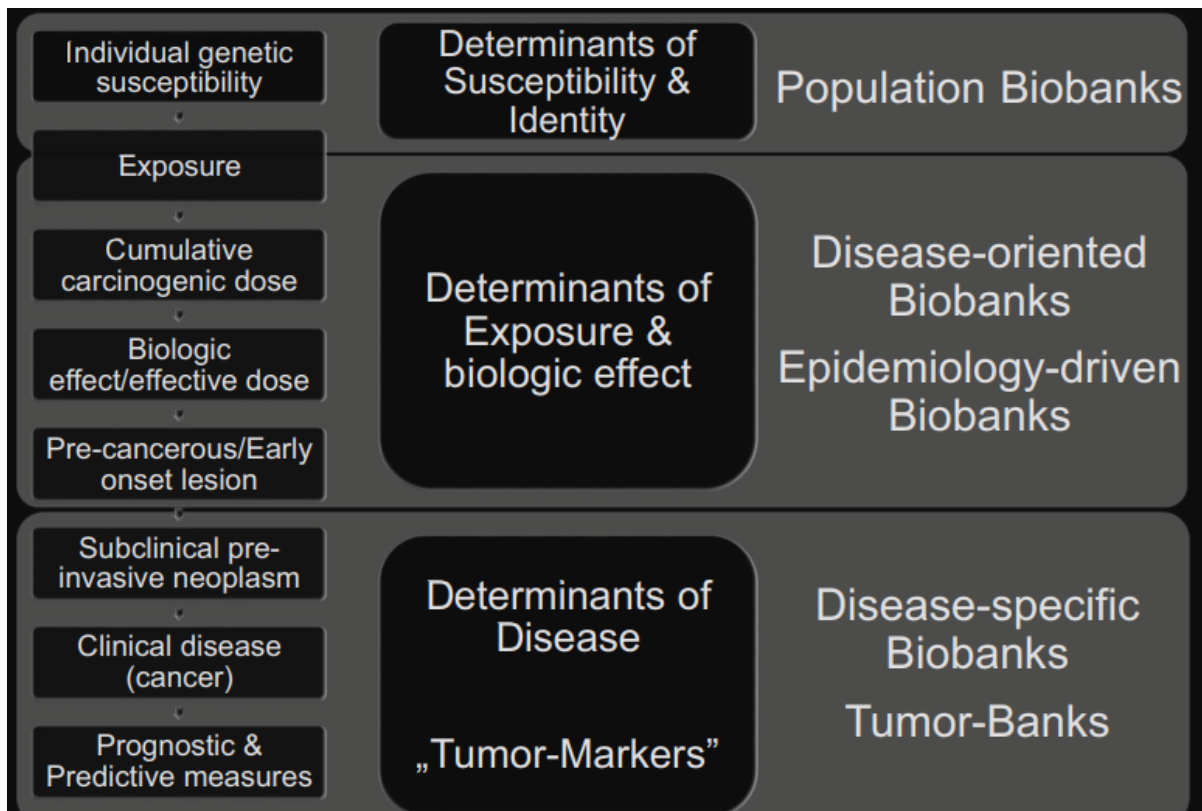 Individual genetic
susceptibility
Determinants of
Susceptibility &
Identity
Population Biobanks
Exposure
Cumulative
carcinogenic dose
Biologic
effect/effective dose
Pre-cancerous/Early
onset lesion
Determinants of
Exposure &
biologic effect
Disease-oriented
Biobanks
Epidemiology-driven
Biobanks
Subclinical pre-
invasive neoplasm
Clinical disease
(cancer)
Prognostic &
Predictive measures
Determinants of
Disease
„Tumor-Markers”
Disease-specific
Biobanks
Tumor-Banks